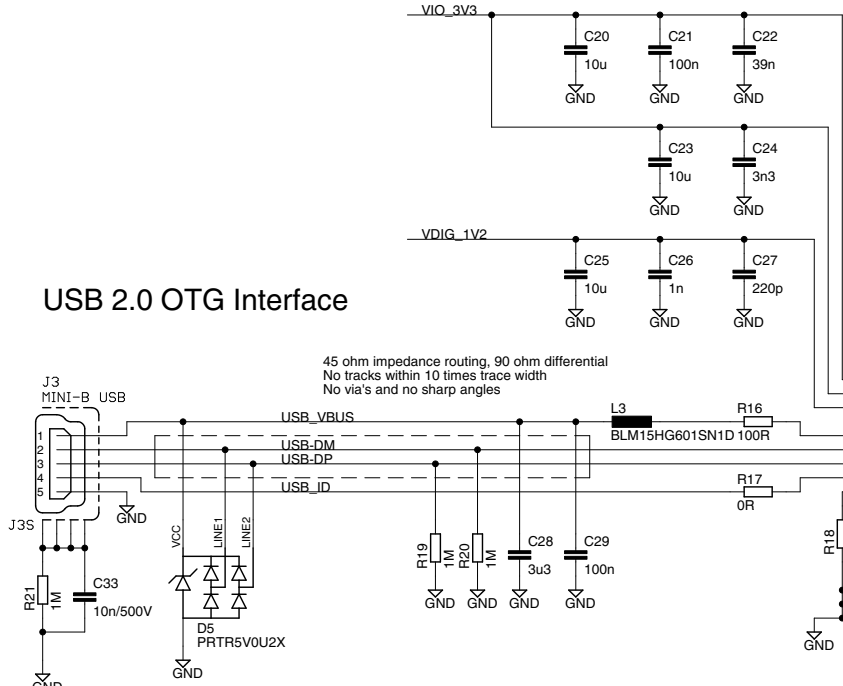 VIO_3V3
C20
10u
GND
C21
100n
GND
C22
39n
GND
C23
10u
GND
C24
3n3
GND
VDIG_1V2
C25
10u
GND
C26
1n
GND
C27
220p
GND
USB 2.0 OTG Interface
45 ohm impedance routing, 90 ohm differential
No tracks within 10 times trace width
No via's and no sharp angles
J3
MINI-B USB
1
2
3
4
5
USB_VBUS
USB-DM
USB-DP
USB_ID
L3
BLM15HG601SN1D
R16
100R
R17
0R
GND
J3S
VCC
LINE1
LINE2
R19
1M
GND
R20
1M
GND
C28
3u3
GND
C29
100n
GND
R18
GND
R21
1M
C33
10n/500V
GND
D5
PRTR5V0U2X
GND